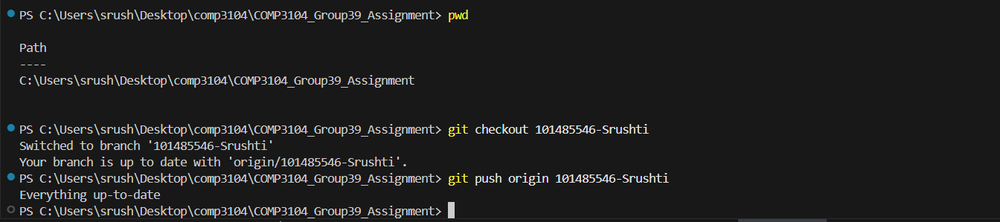 PS C:\Users\srush\Desktop\comp3104\COMP3104_Group39_Assignment> pwd
Path
----
C:\Users\srush\Desktop\comp3104\COMP3104_Group39_Assignment
PS C:\Users\srush\Desktop\comp3104\COMP3104_Group39_Assignment> git checkout 101485546-Srushti
Switched to branch '101485546-Srushti'
Your branch is up to date with 'origin/101485546-Srushti'.
PS C:\Users\srush\Desktop\comp3104\COMP3104_Group39_Assignment> git push origin 101485546-Srushti
Everything up-to-date
PS C:\Users\srush\Desktop\comp3104\COMP3104_Group39_Assignment>